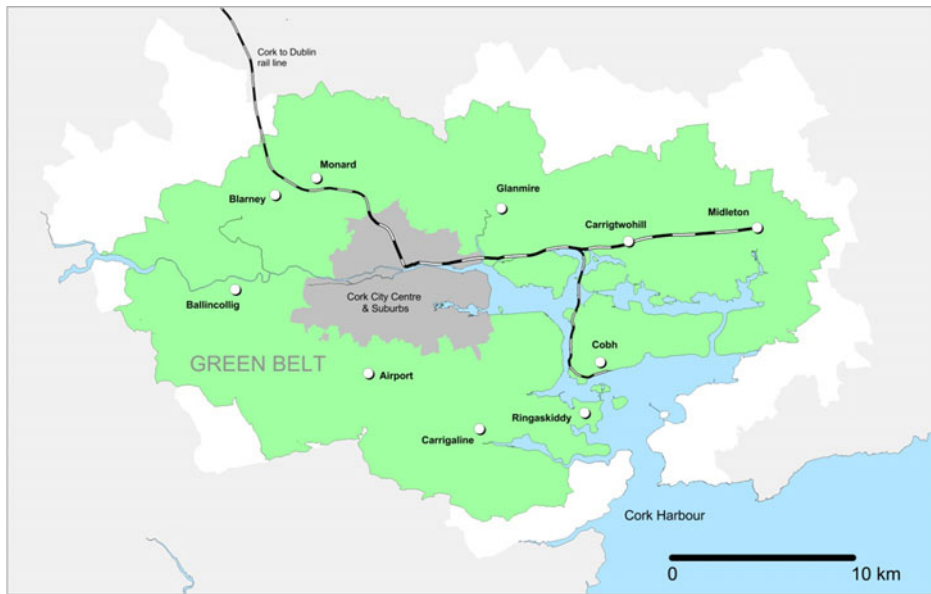 Cork to Dublin
rail line
Monard
Blarney
Glanmire
Carrigtwohill
Midleton
Ballincollig
Cork City Centre
& Suburbs
GREEN BELT
Airport
Cobh
Ringaskiddy
Carrigaline
Cork Harbour
0 10 km